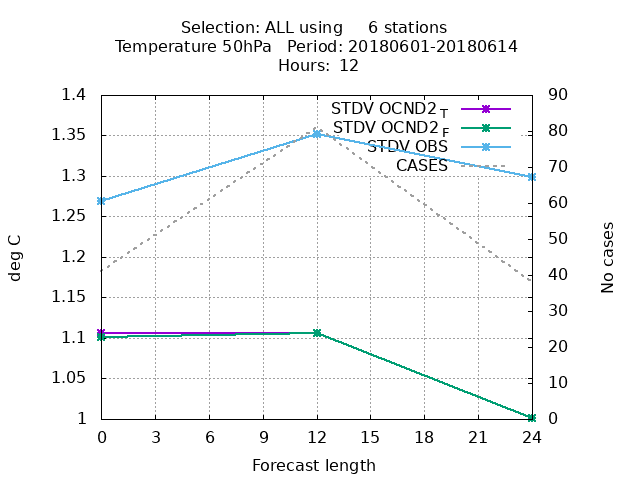 Selection: ALL using     6 stations
Temperature 50hPa   Period: 20180601-20180614
Hours: 12
1.4
1.35
1.3
1.25
1.2
1.15
1.1
1.05
1
deg C
STDV OCND2 T
STDV OCND2 F
STDV OBS
CASES
90
80
70
60
50
40
30
20
10
0
No cases
0 3 6 9 12 15 18 21 24
Forecast length